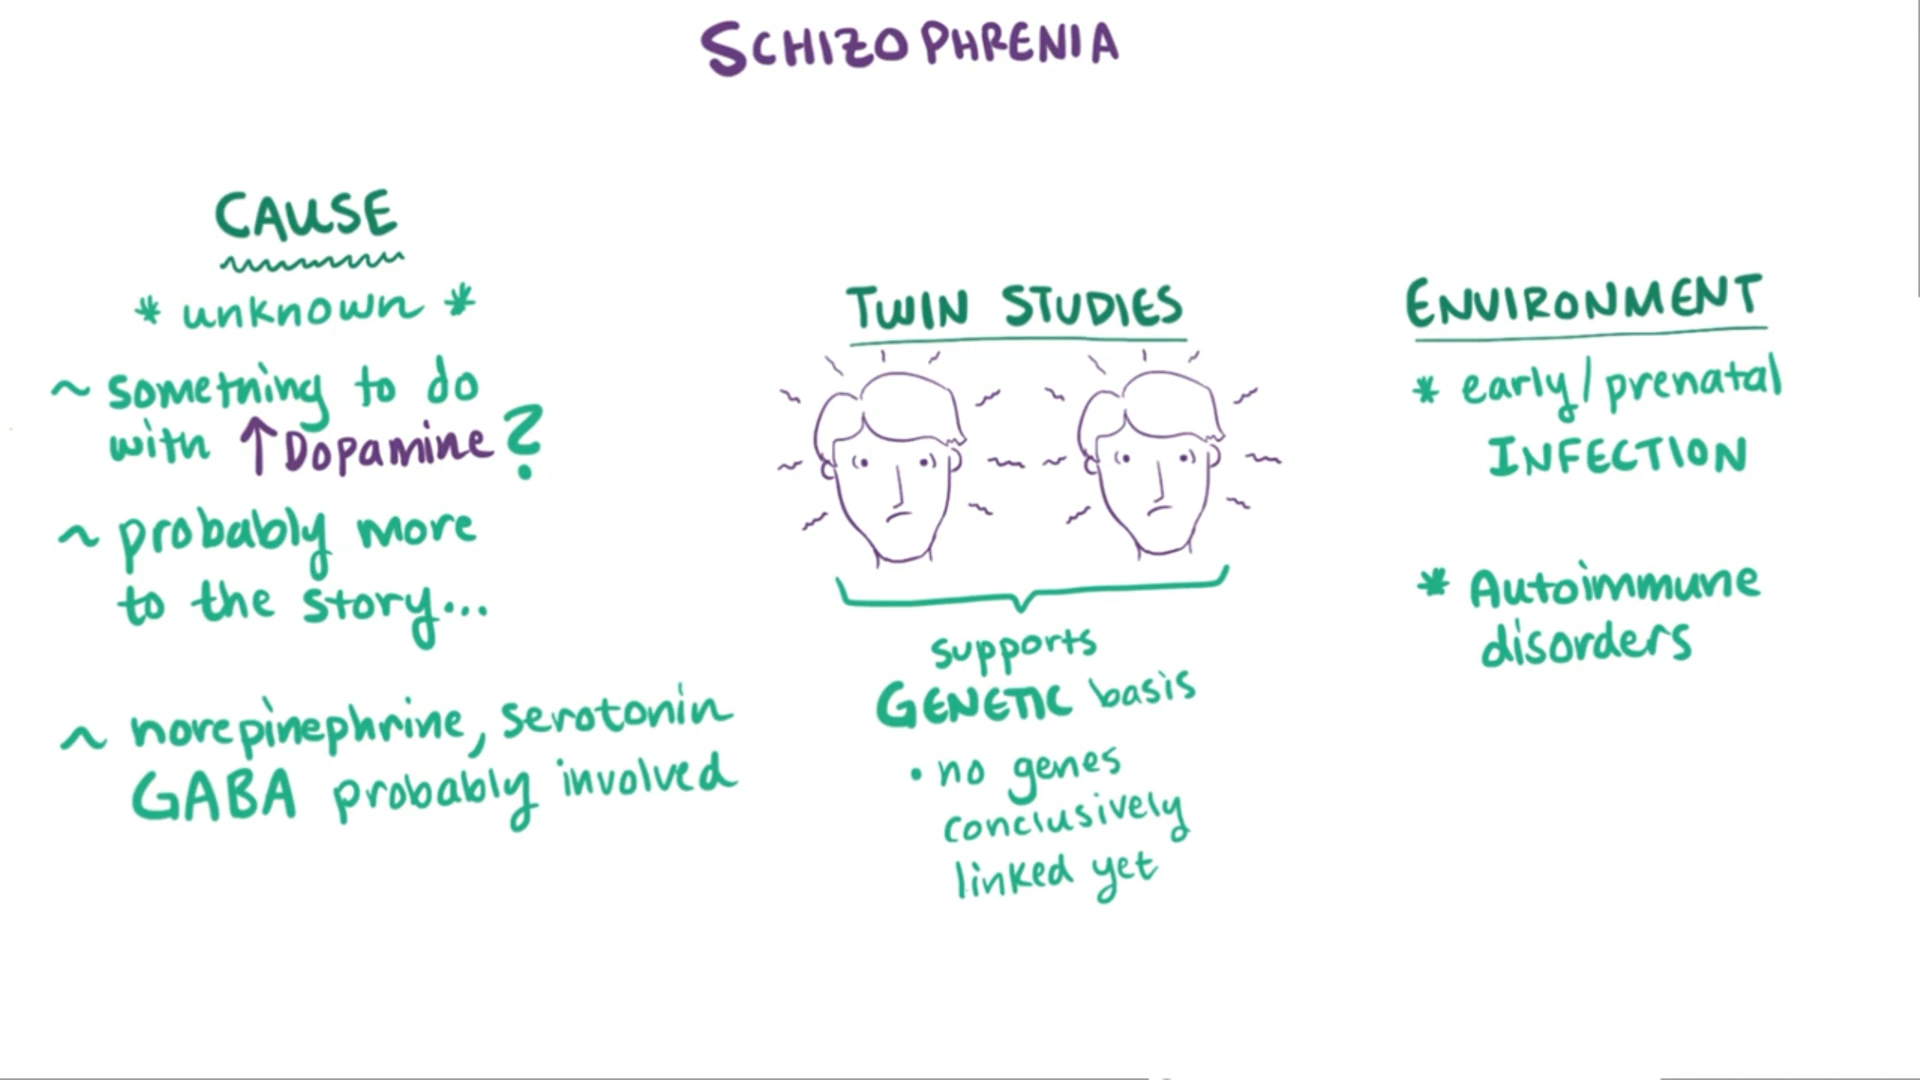 SCHIZOPHRENIA
CAUSE
* unknown *
~ something to do
with ↑ Dopamine?
~ probably more
to the story...
~ norepinephrine, serotonin
GABA probably involved
TWIN STUDIES
supports
GENETIC basis
• no genes
conclusively
linked yet
ENVIRONMENT
* early/prenatal
INFECTION
* Autoimmune
disorders